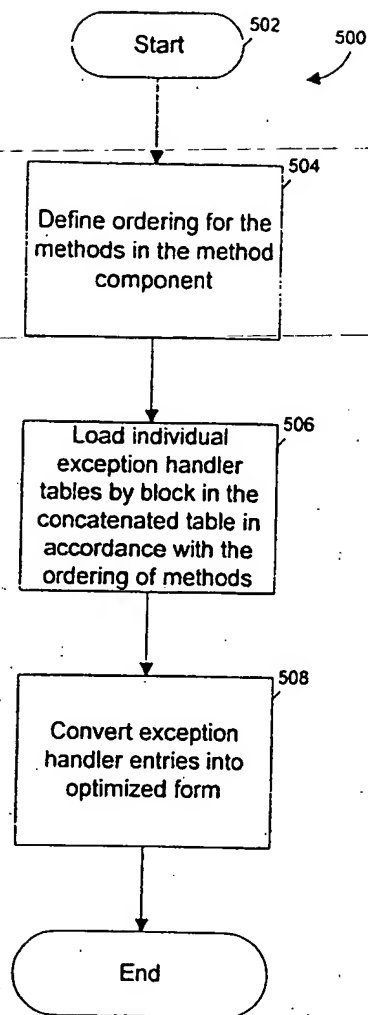 Start
502
500
504
Define ordering for the
methods in the method
component
506
Load individual
exception handler
tables by block in the
concatenated table in
accordance with the
ordering of methods
508
Convert exception
handler entries into
optimized form
End